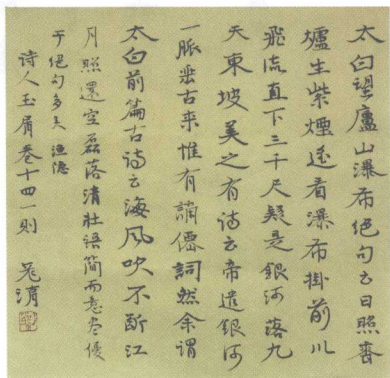 太白望廬山瀑布絕句云日照香
爐生紫煙遙看瀑布掛前川
飛流直下三千尺疑是銀河落九
天東坡美之有詩云帝遣銀河
一脈垂古來惟有謫僊詞然余謂
太白前篇古詩云海風吹不斷江
月照還空磊落清壯語簡而意盡優
于絕句多矣 漁隱
诗人玉屑卷十四一則